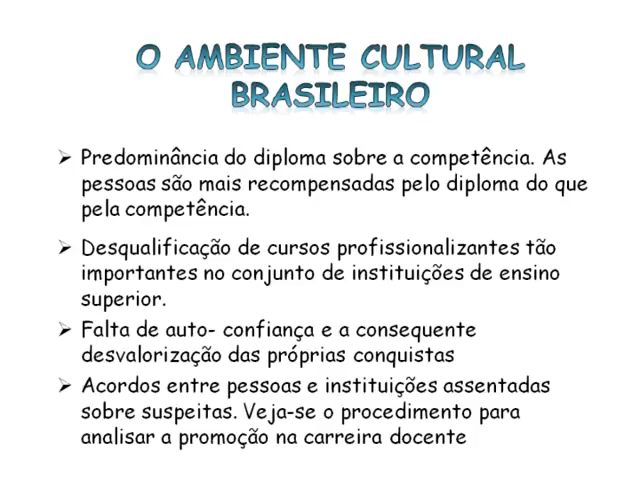 O AMBIENTE CULTURAL
BRASILEIRO
➢ Predominância do diploma sobre a competência. As
pessoas são mais recompensadas pelo diploma do que
pela competência.
➢ Desqualificação de cursos profissionalizantes tão
importantes no conjunto de instituições de ensino
superior.
➢ Falta de auto- confiança e a consequente
desvalorização das próprias conquistas
➢ Acordos entre pessoas e instituições assentadas
sobre suspeitas. Veja-se o procedimento para
analisar a promoção na carreira docente